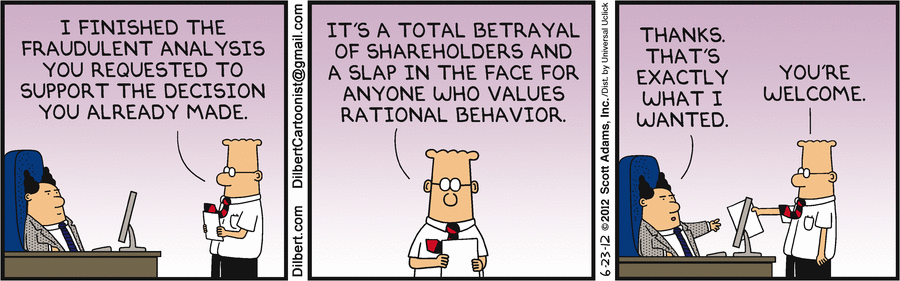 I FINISHED THE
FRAUDULENT ANALYSIS
YOU REQUESTED TO
SUPPORT THE DECISION
YOU ALREADY MADE.
Dilbert.com DilbertCartoonist@gmail.com
IT'S A TOTAL BETRAYAL
OF SHAREHOLDERS AND
A SLAP IN THE FACE FOR
ANYONE WHO VALUES
RATIONAL BEHAVIOR.
6-23-12 ©2012 Scott Adams, Inc./Dist. by Universal Uclick
THANKS.
THAT'S
EXACTLY
WHAT I
WANTED.
YOU'RE
WELCOME.